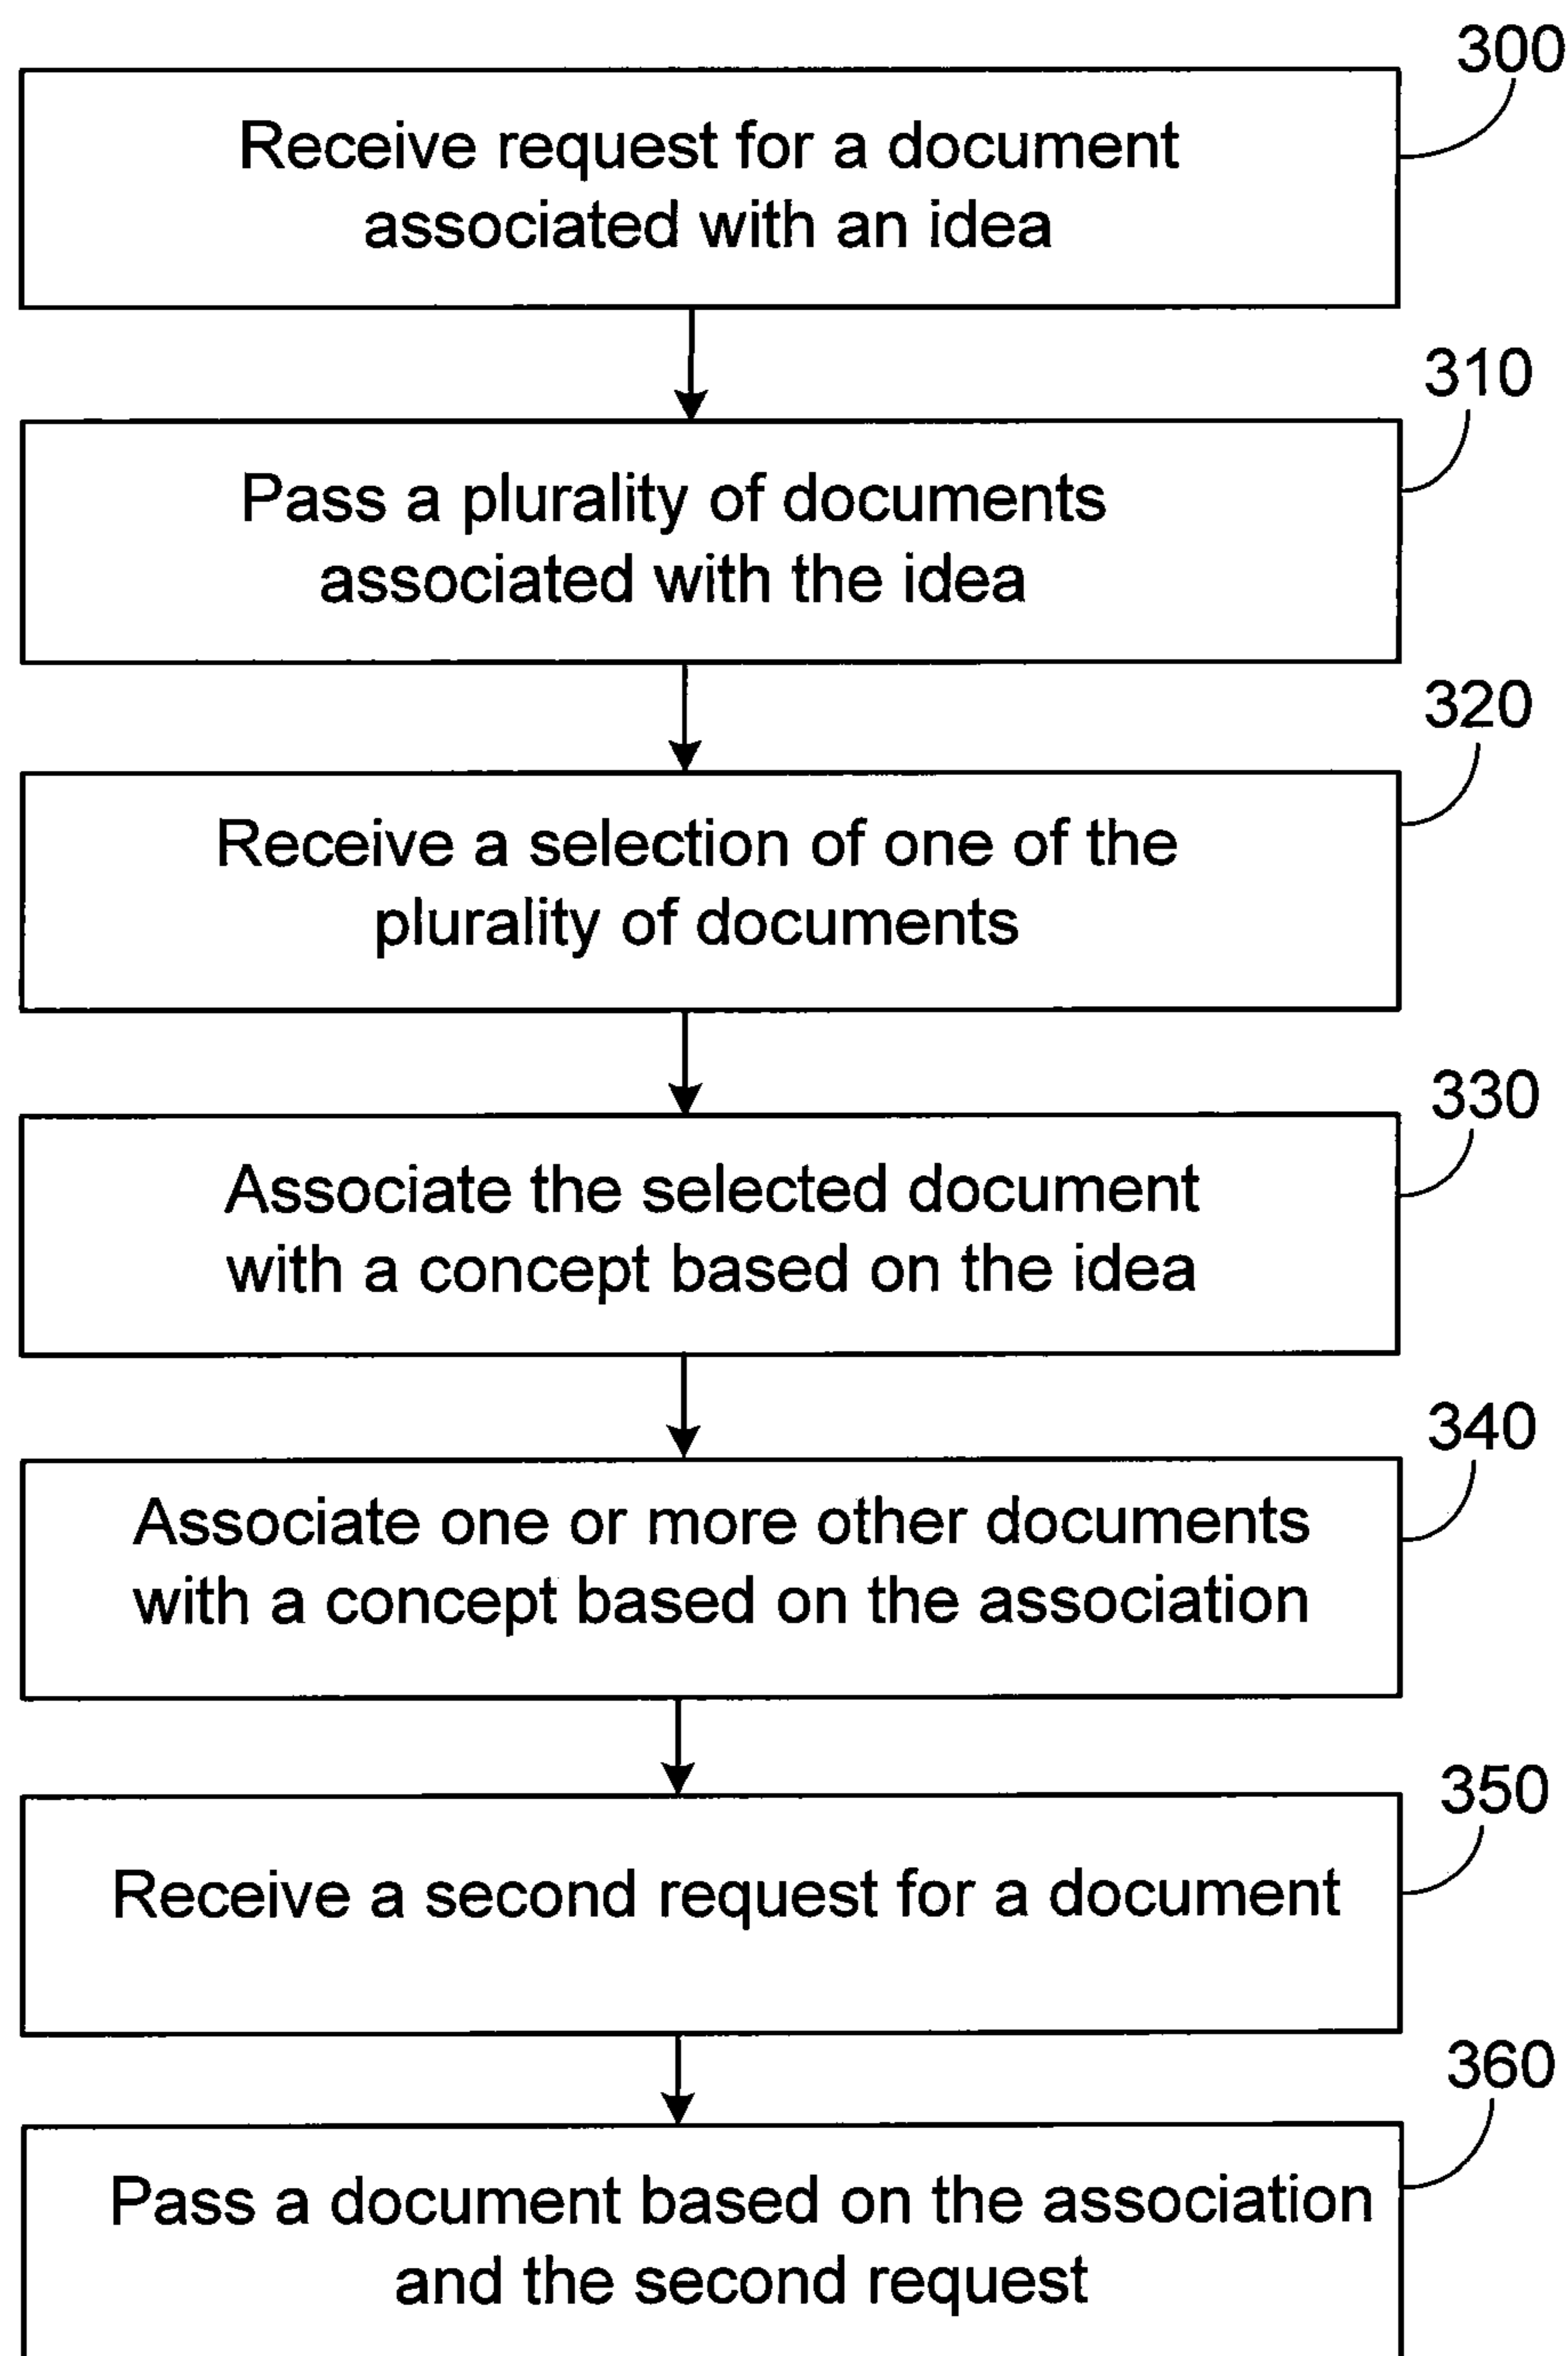 300
Receive request for a document
associated with an idea
310
Pass a plurality of documents
associated with the idea
320
Receive a selection of one of the
plurality of documents
330
Associate the selected document
with a concept based on the idea
340
Associate one or more other documents
with a concept based on the association
350
Receive a second request for a document
360
Pass a document based on the association
and the second request